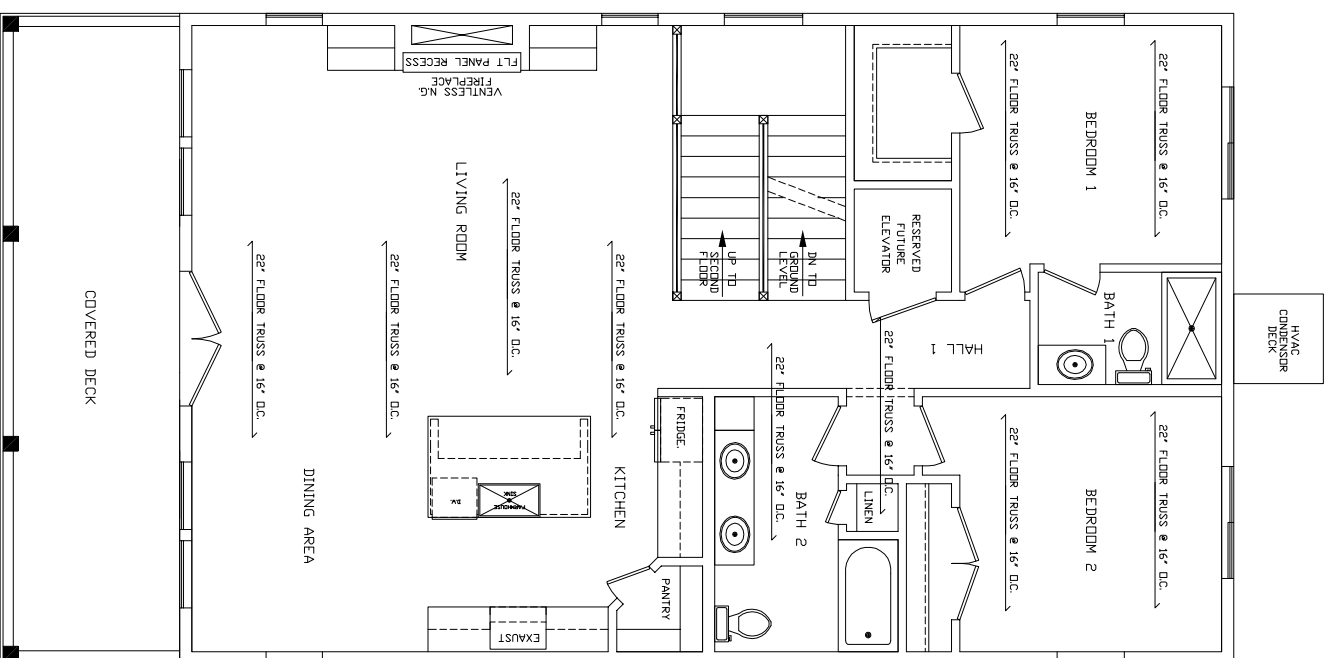 FLT PANEL RECESS
VENTLESS N.G.
FIREPLACE
LIVING ROOM
22" FLOOR TRUSS @ 16" O.C.
22" FLOOR TRUSS @ 16" O.C.
22" FLOOR TRUSS @ 16" O.C.
22" FLOOR TRUSS @ 16" O.C.
COVERED DECK
DINING AREA
KITCHEN
FRIDGE.
PANTRY
EXAUST
FARMHOUSE
SINK
D.W.
UP TO
SECOND
FLOOR
DN TO
GROUND
LEVEL
RESERVED
FUTURE
ELEVATOR
22" FLOOR TRUSS @ 16" O.C.
BEDROOM 1
22" FLOOR TRUSS @ 16" O.C.
BATH 1
HVAC
CONDENSOR
DECK
HALL 1
22" FLOOR TRUSS @ 16" O.C.
22" FLOOR TRUSS @ 16" O.C.
BATH 2
LINEN
22" FLOOR TRUSS @ 16" O.C.
BEDROOM 2
22" FLOOR TRUSS @ 16" O.C.